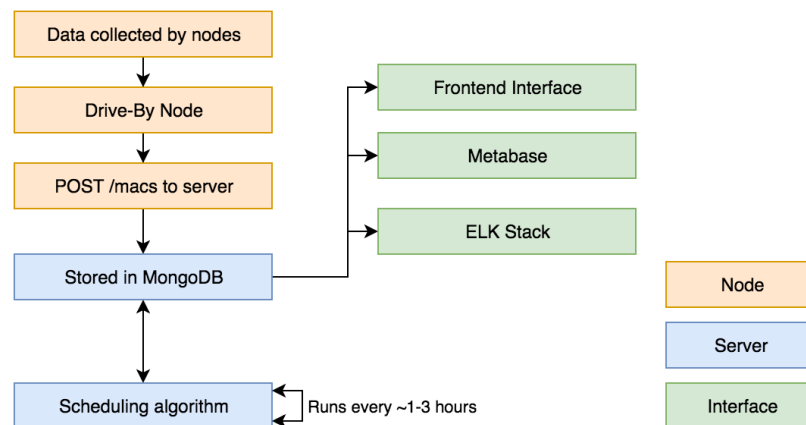 Data collected by nodes
Drive-By Node
POST /macs to server
Stored in MongoDB
Scheduling algorithm
Runs every ~1-3 hours
Frontend Interface
Metabase
ELK Stack
Node
Server
Interface